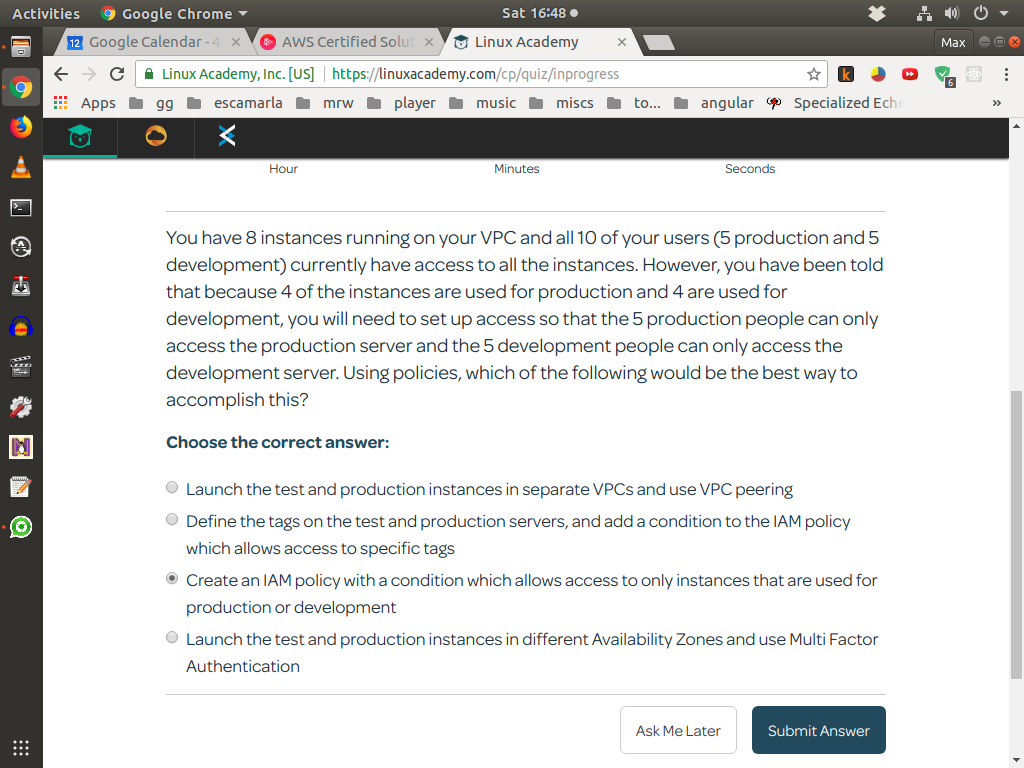 Activities
Google Chrome
Sat 16:48
12 Google Calendar - 4
AWS Certified Solut
Linux Academy
Max
Linux Academy, Inc. [US]
https://linuxacademy.com/cp/quiz/inprogress
k
6
Apps
gg
escamarla
mrw
player
music
miscs
to...
angular
Specialized Eche
»
Hour
Minutes
Seconds
You have 8 instances running on your VPC and all 10 of your users (5 production and 5
development) currently have access to all the instances. However, you have been told
that because 4 of the instances are used for production and 4 are used for
development, you will need to set up access so that the 5 production people can only
access the production server and the 5 development people can only access the
development server. Using policies, which of the following would be the best way to
accomplish this?
Choose the correct answer:
Launch the test and production instances in separate VPCs and use VPC peering
Define the tags on the test and production servers, and add a condition to the IAM policy
which allows access to specific tags
Create an IAM policy with a condition which allows access to only instances that are used for
production or development
Launch the test and production instances in different Availability Zones and use Multi Factor
Authentication
Ask Me Later
Submit Answer